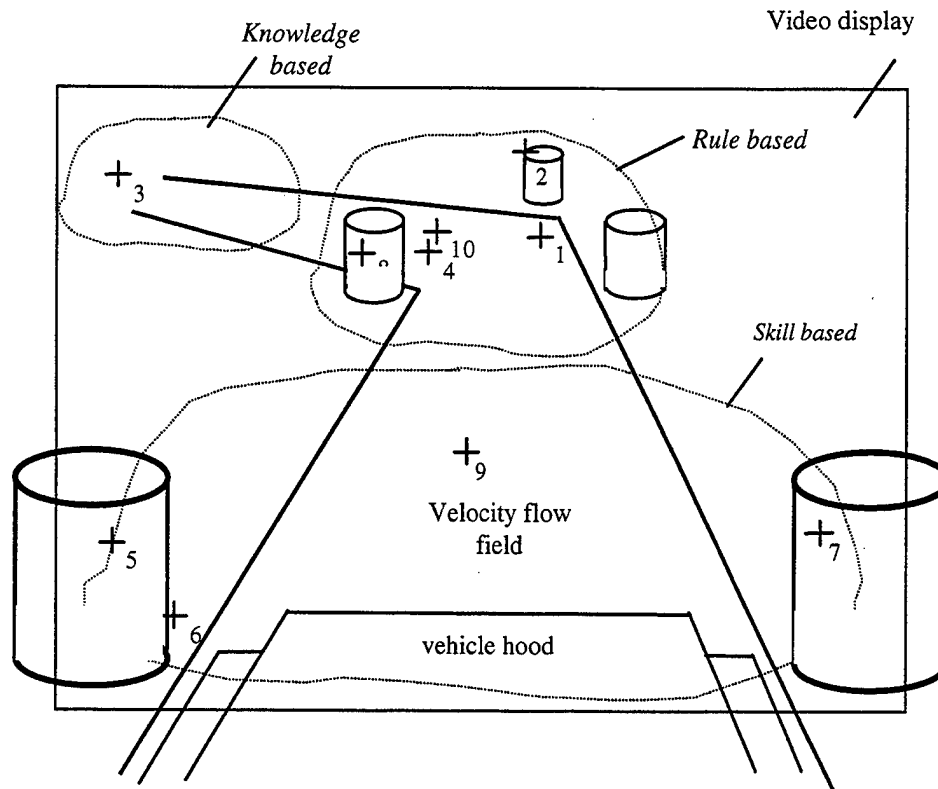 Video display
Knowledge
based
Rule based
2
3
10
1
4
Skill based
9
Velocity flow
field
5
7
6
vehicle hood